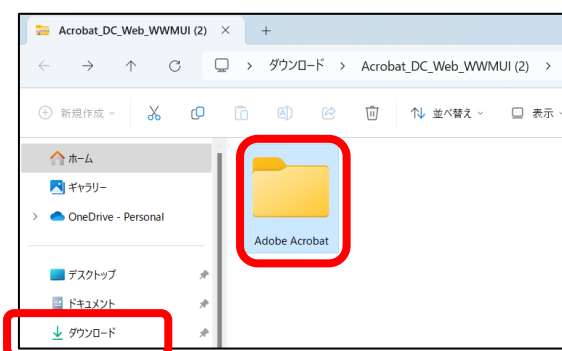 Acrobat_DC_Web_WWMUI (2)
ダウンロード > Acrobat_DC_Web_WWMUI (2) >
新規作成 並べ替え 表示
ホーム
ギャラリー
OneDrive - Personal
Adobe Acrobat
デスクトップ
ドキュメント
ダウンロード